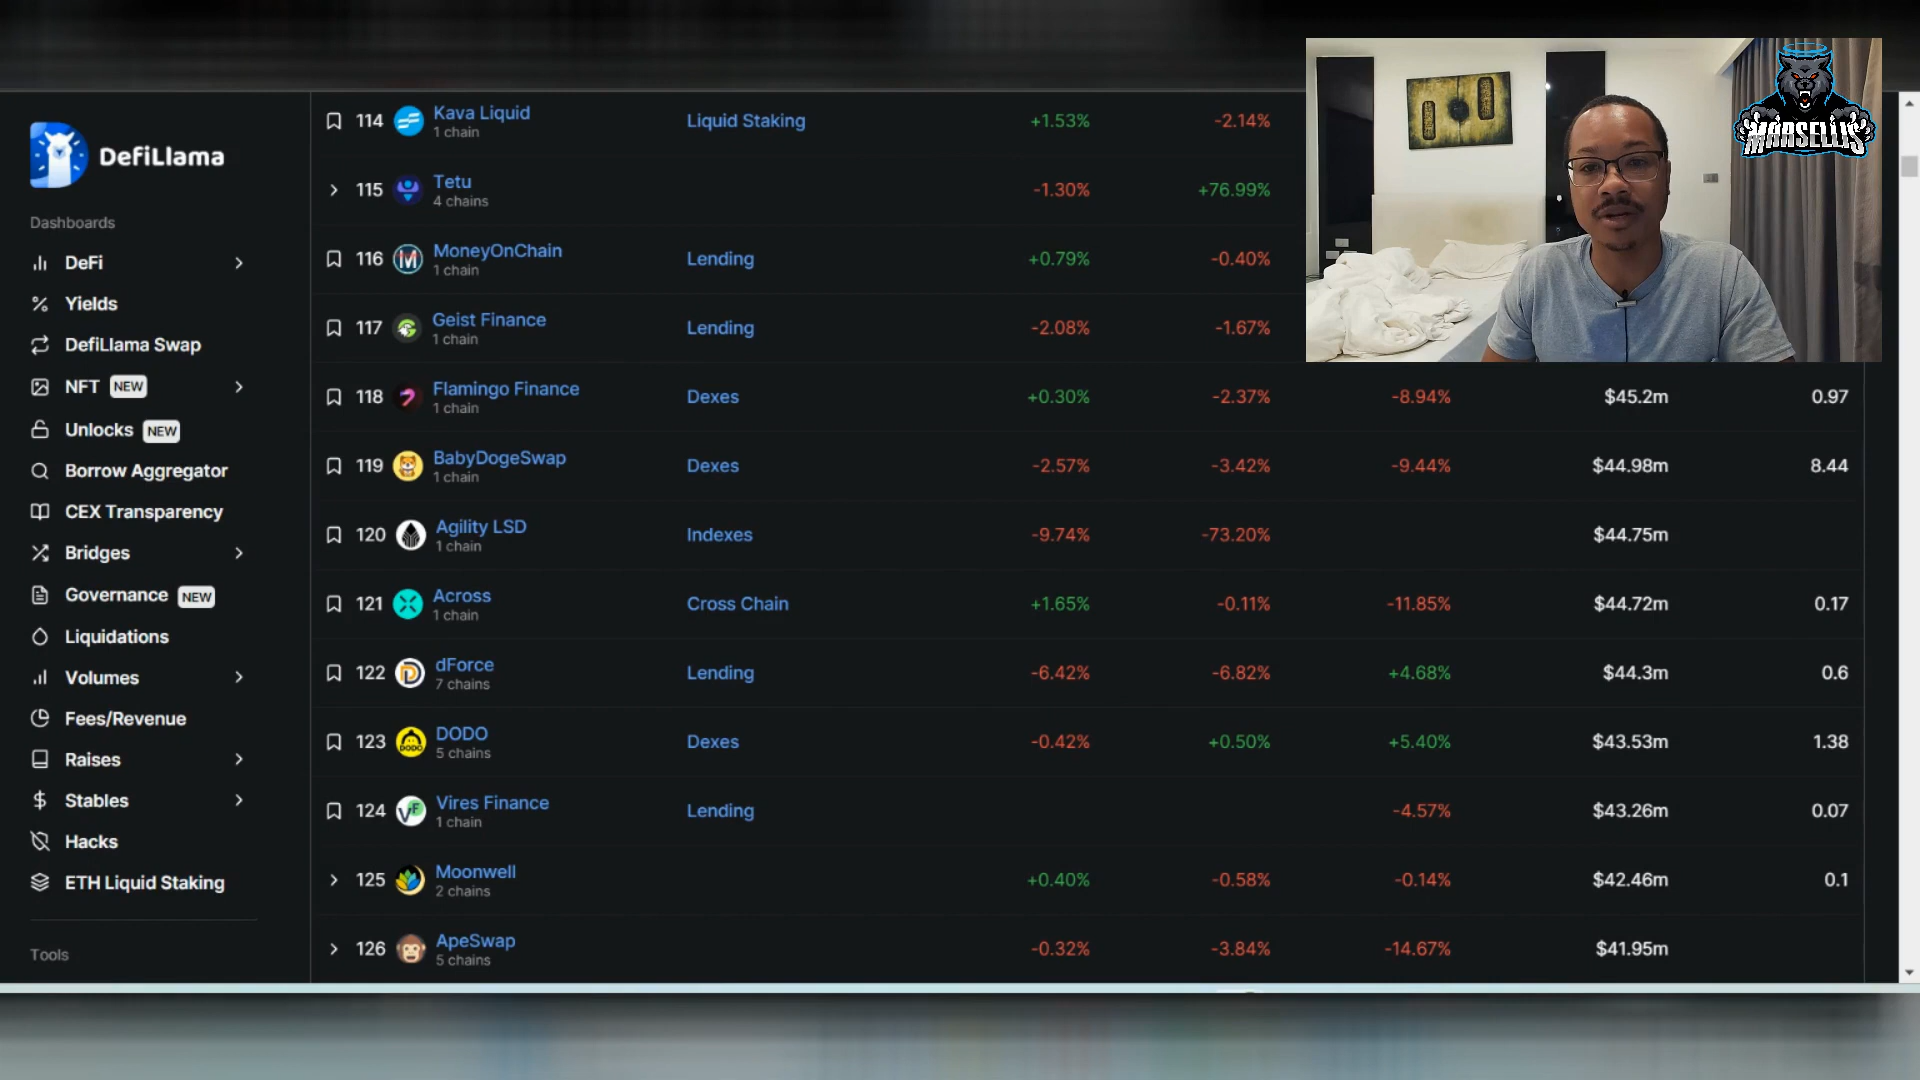 DefiLlama
Dashboards
DeFi
Yields
DefiLlama Swap
NFT NEW
Unlocks NEW
Borrow Aggregator
CEX Transparency
Bridges
Governance NEW
Liquidations
Volumes
Fees/Revenue
Raises
Stables
Hacks
ETH Liquid Staking
Tools
114 Kava Liquid Liquid Staking +1.53% -2.14%
1 chain
115 Tetu -1.30% +76.99%
4 chains
116 MoneyOnChain Lending +0.79% -0.40%
1 chain
117 Geist Finance Lending -2.08% -1.67%
1 chain
118 Flamingo Finance Dexes +0.30% -2.37% -8.94% $45.2m 0.97
1 chain
119 BabyDogeSwap Dexes -2.57% -3.42% -9.44% $44.98m 8.44
1 chain
120 Agility LSD Indexes -9.74% -73.20% $44.75m
1 chain
121 Across Cross Chain +1.65% -0.11% -11.85% $44.72m 0.17
1 chain
122 dForce Lending -6.42% -6.82% +4.68% $44.3m 0.6
7 chains
123 DODO Dexes -0.42% +0.50% +5.40% $43.53m 1.38
5 chains
124 Vires Finance Lending -4.57% $43.26m 0.07
1 chain
125 Moonwell +0.40% -0.58% -0.14% $42.46m 0.1
2 chains
126 ApeSwap -0.32% -3.84% -14.67% $41.95m
5 chains
MARSELLIS